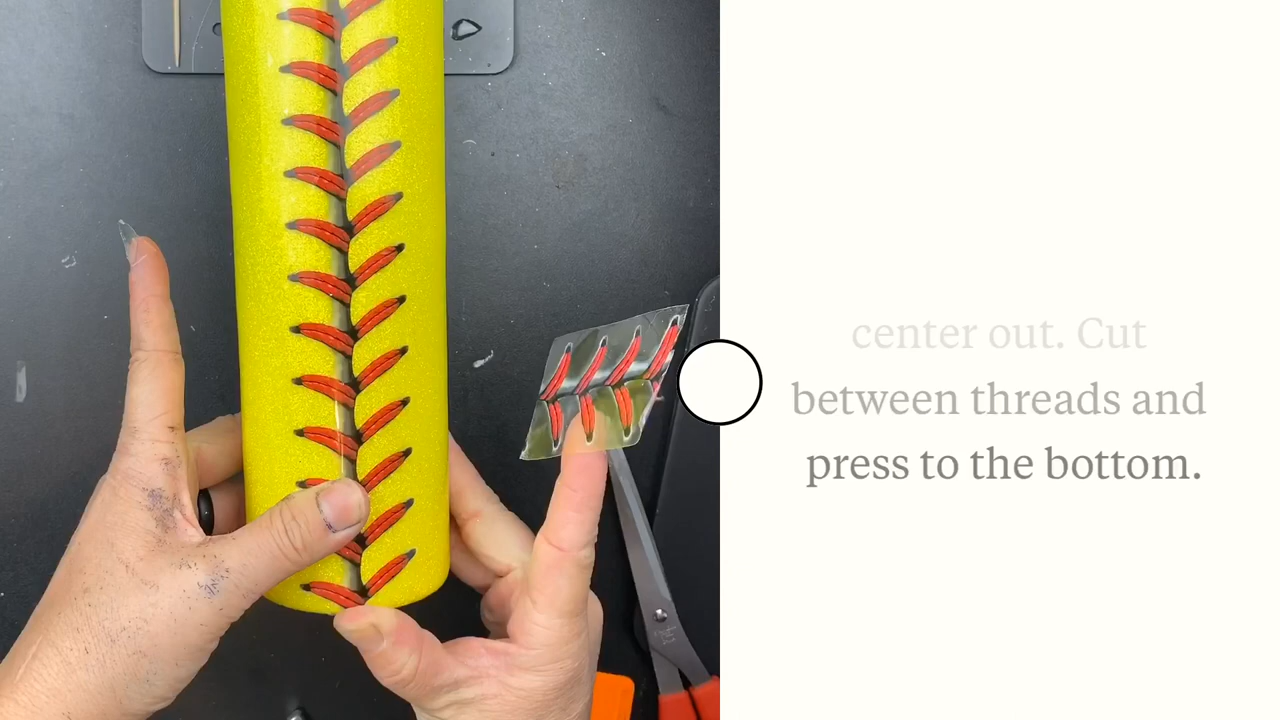 center out. Cut
between threads and
press to the bottom.